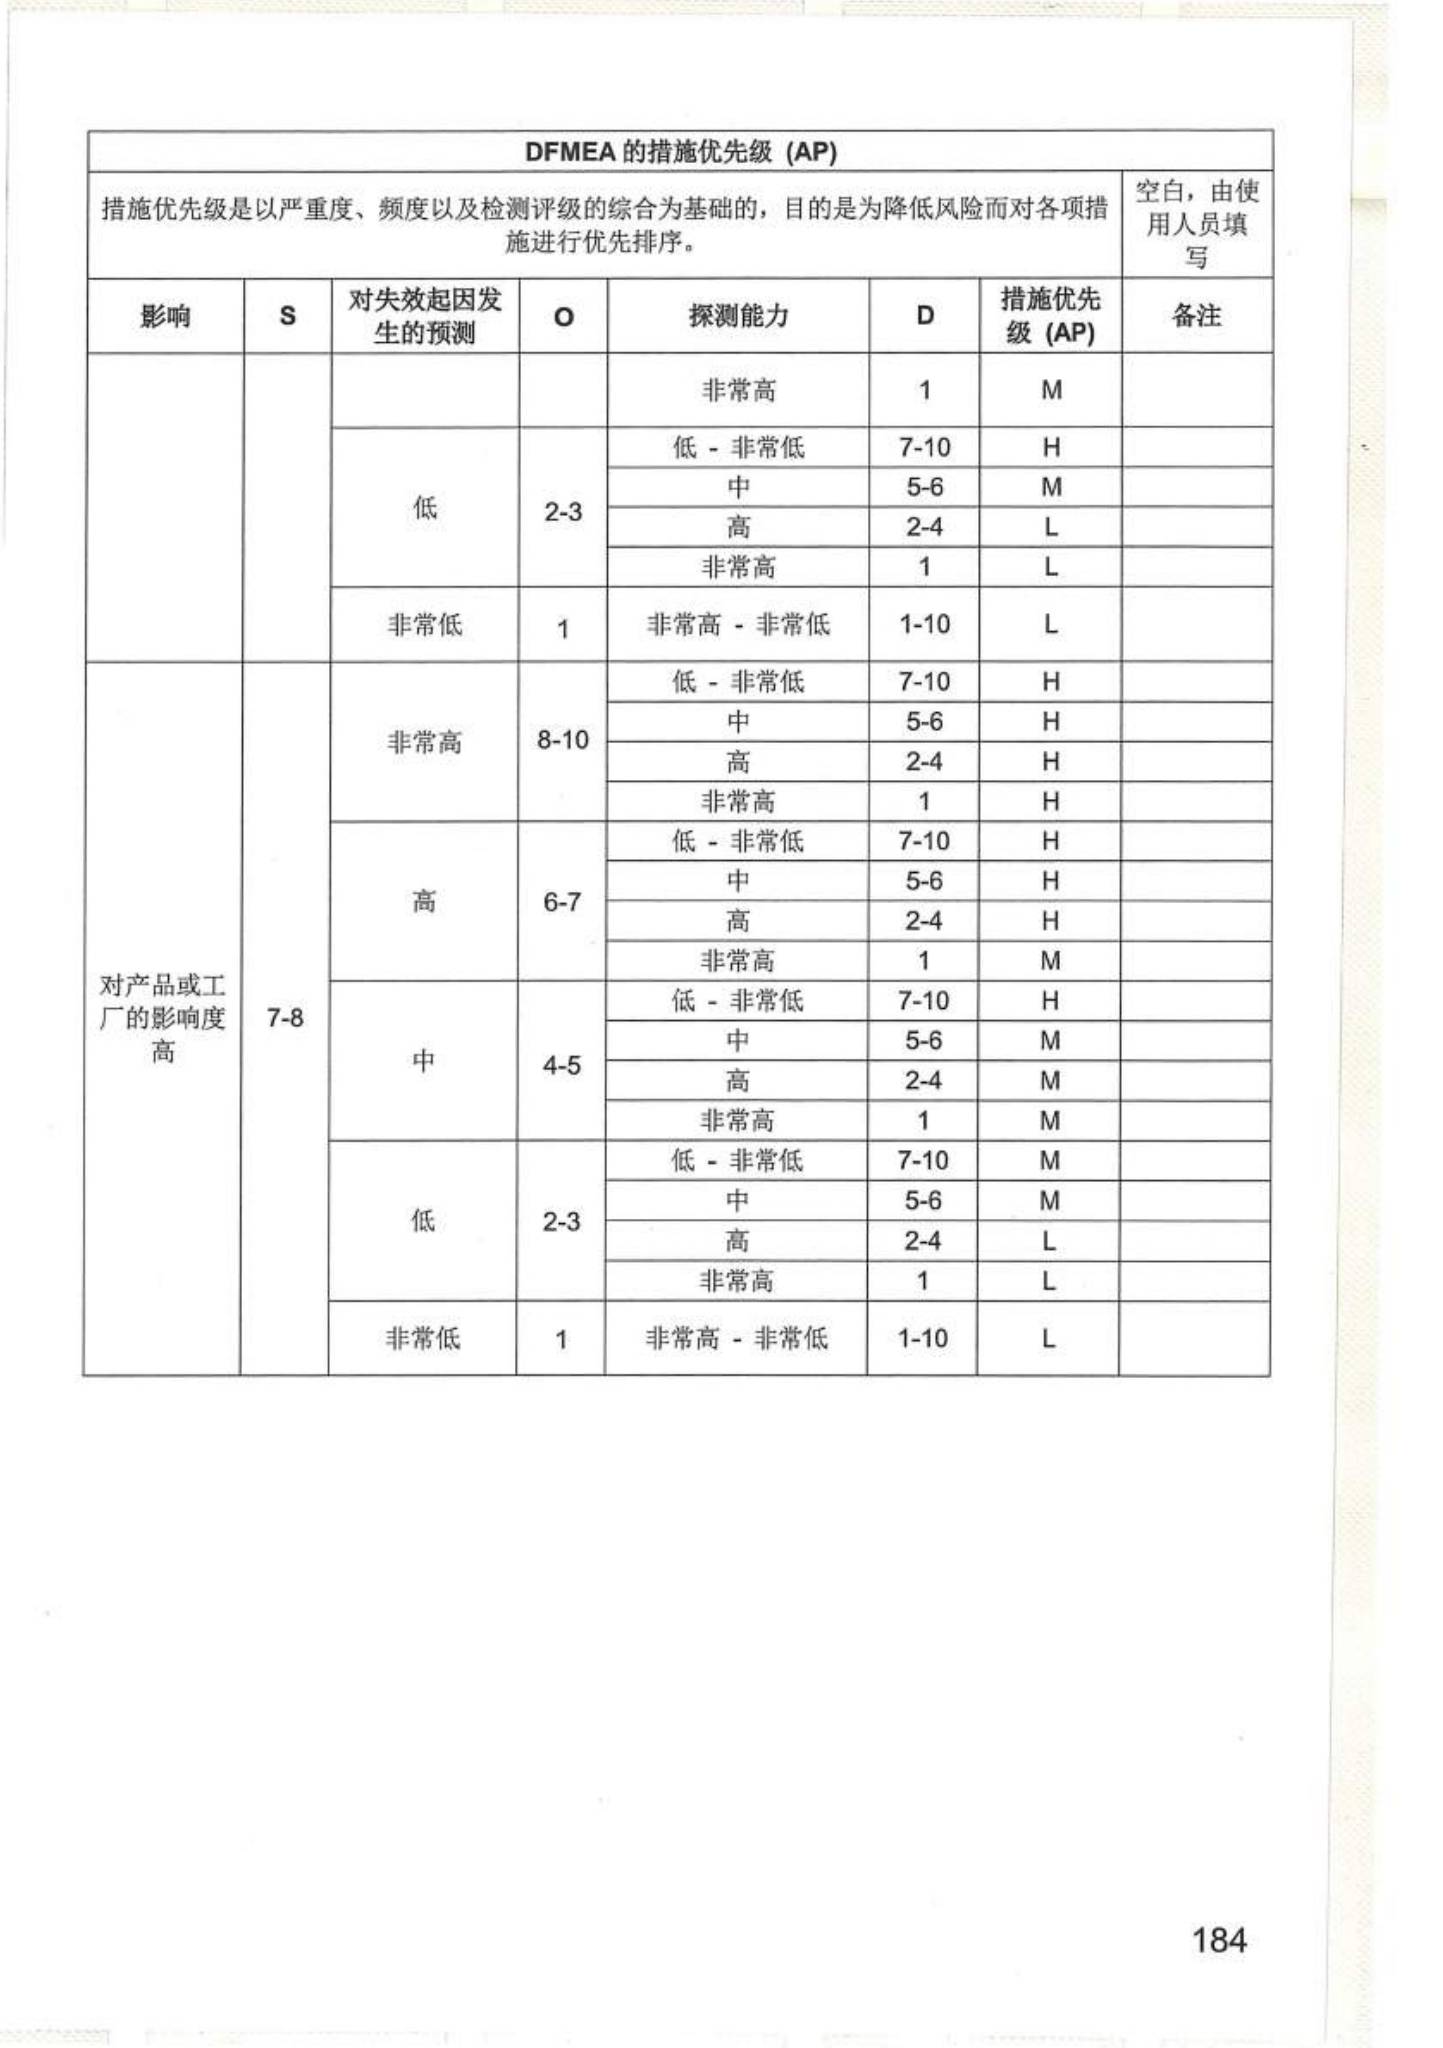 DFMEA 的措施优先级 (AP)
措施优先级是以严重度、频度以及检测评级的综合为基础的，目的是为降低风险而对各项措
施进行优先排序。
空白，由使
用人员填
写
影响 S 对失效起因发
生的预测 O 探测能力 D 措施优先
级 (AP) 备注
非常高 1 M
低 2-3 低 - 非常低 7-10 H
中 5-6 M
高 2-4 L
非常高 1 L
非常低 1 非常高 - 非常低 1-10 L
对产品或工
厂的影响度
高 7-8 非常高 8-10 低 - 非常低 7-10 H
中 5-6 H
高 2-4 H
非常高 1 H
高 6-7 低 - 非常低 7-10 H
中 5-6 H
高 2-4 H
非常高 1 M
中 4-5 低 - 非常低 7-10 H
中 5-6 M
高 2-4 M
非常高 1 M
低 2-3 低 - 非常低 7-10 M
中 5-6 M
高 2-4 L
非常高 1 L
非常低 1 非常高 - 非常低 1-10 L
184